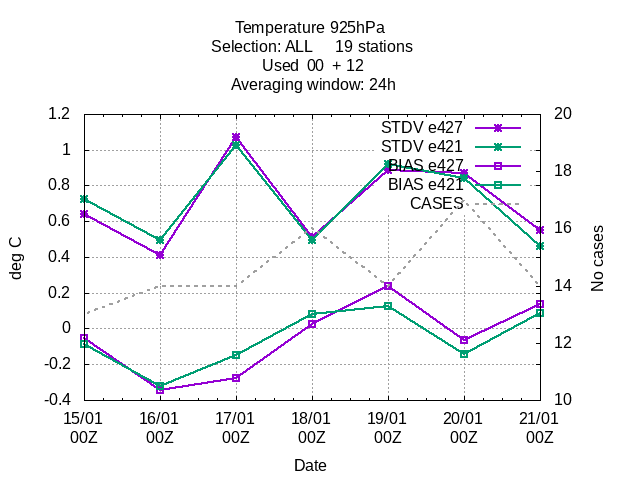 Temperature 925hPa
Selection: ALL     19 stations
Used  00  + 12
Averaging window: 24h
STDV e427
STDV e421
BIAS e427
BIAS e421
CASES
1.2
1
0.8
0.6
0.4
0.2
0
-0.2
-0.4
deg C
20
18
16
14
12
10
No cases
15/01 16/01 17/01 18/01 19/01 20/01 21/01
00Z 00Z 00Z 00Z 00Z 00Z 00Z
Date